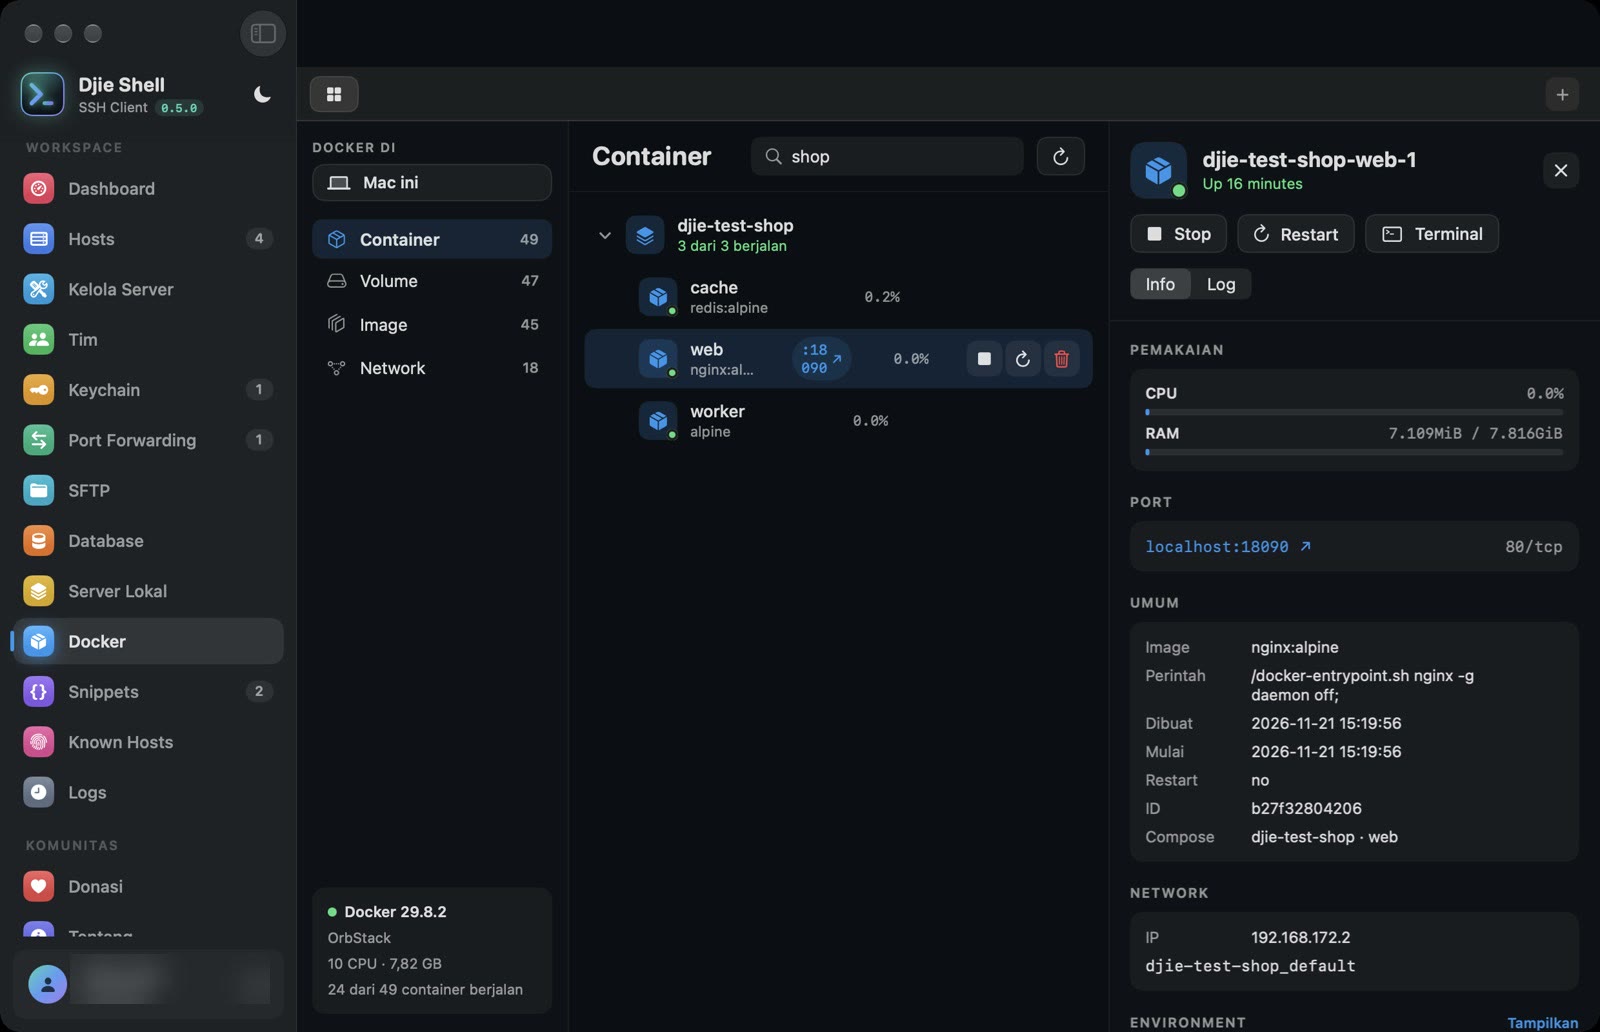 Djie Shell
SSH Client 0.5.0
WORKSPACE
Dashboard
Hosts 4
Kelola Server
Tim
Keychain 1
Port Forwarding 1
SFTP
Database
Server Lokal
Docker
Snippets 2
Known Hosts
Logs
KOMUNITAS
Donasi
Tentang
DOCKER DI
Mac ini
Container 49
Volume 47
Image 45
Network 18
Docker 29.8.2
OrbStack
10 CPU · 7,82 GB
24 dari 49 container berjalan
Container
shop
djie-test-shop
3 dari 3 berjalan
cache
redis:alpine
0.2%
web
nginx:al...
:18
090
0.0%
worker
alpine
0.0%
djie-test-shop-web-1
Up 16 minutes
Stop
Restart
Terminal
Info
Log
PEMAKAIAN
CPU 0.0%
RAM 7.109MiB / 7.816GiB
PORT
localhost:18090 ↗ 80/tcp
UMUM
Image nginx:alpine
Perintah /docker-entrypoint.sh nginx -g
daemon off;
Dibuat 2026-11-21 15:19:56
Mulai 2026-11-21 15:19:56
Restart no
ID b27f32804206
Compose djie-test-shop · web
NETWORK
IP 192.168.172.2
djie-test-shop_default
ENVIRONMENT Tampilkan